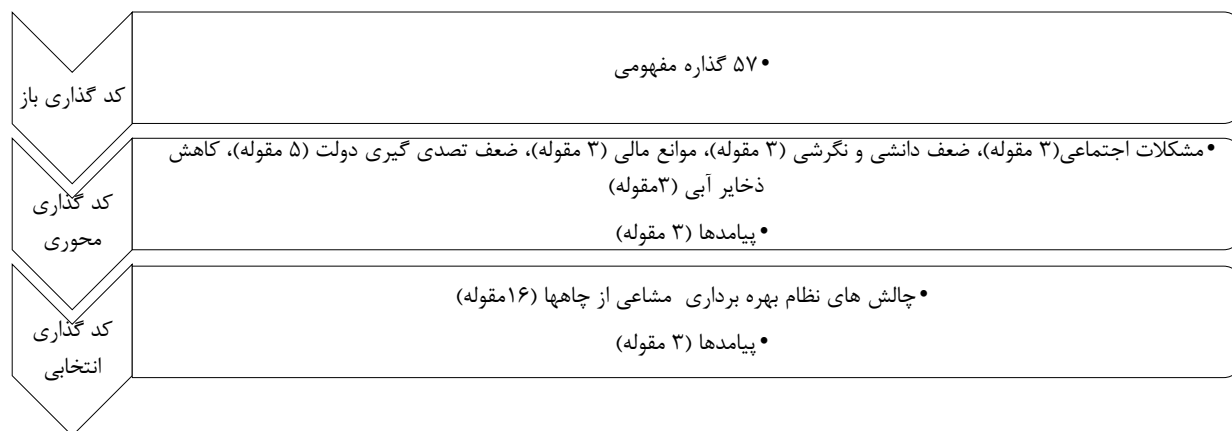 کد گذاری باز
•۵۷ گذاره مفهومی
کد گذاری
محوری
•مشکلات اجتماعی(۳ مقوله)، ضعف دانشی و نگرشی (۳ مقوله)، موانع مالی (۳ مقوله)، ضعف تصدی گیری دولت (۵ مقوله)، کاهش
ذخایر آبی (۳مقوله)
•پیامدها (۳ مقوله)
کد گذاری
انتخابی
•چالش های نظام بهره برداری مشاعی از چاهها (۱۶مقوله)
•پیامدها (۳ مقوله)